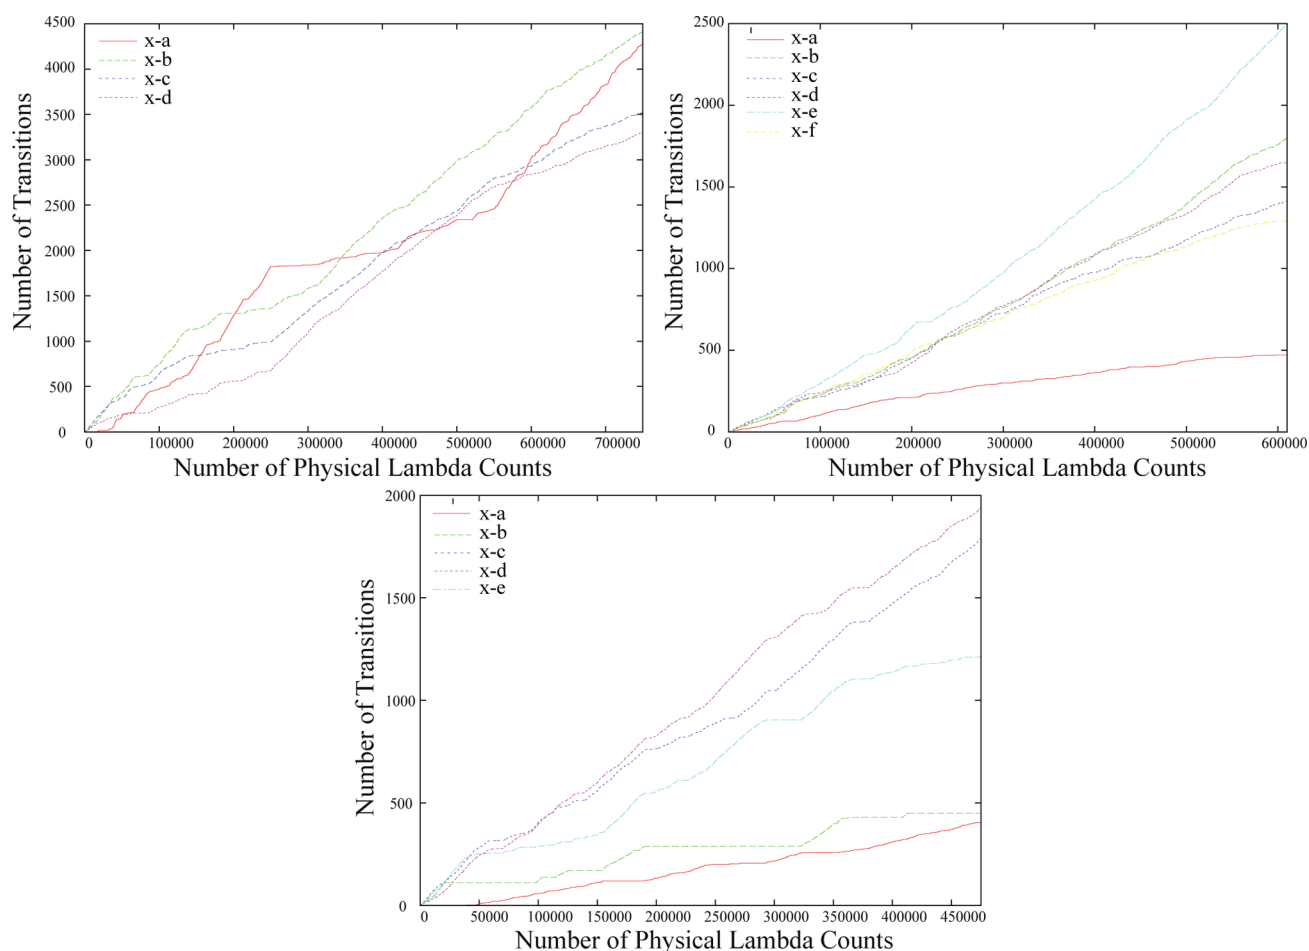 4500
4000
3500
3000
2500
2000
1500
1000
500
0
Number of Transitions
x-a
x-b
x-c
x-d
0 100000 200000 300000 400000 500000 600000 700000
Number of Physical Lambda Counts
2500
2000
1500
1000
500
0
Number of Transitions
x-a
x-b
x-c
x-d
x-e
x-f
0 100000 200000 300000 400000 500000 600000
Number of Physical Lambda Counts
2000
1500
1000
500
0
Number of Transitions
x-a
x-b
x-c
x-d
x-e
0 50000 100000 150000 200000 250000 300000 350000 400000 450000
Number of Physical Lambda Counts